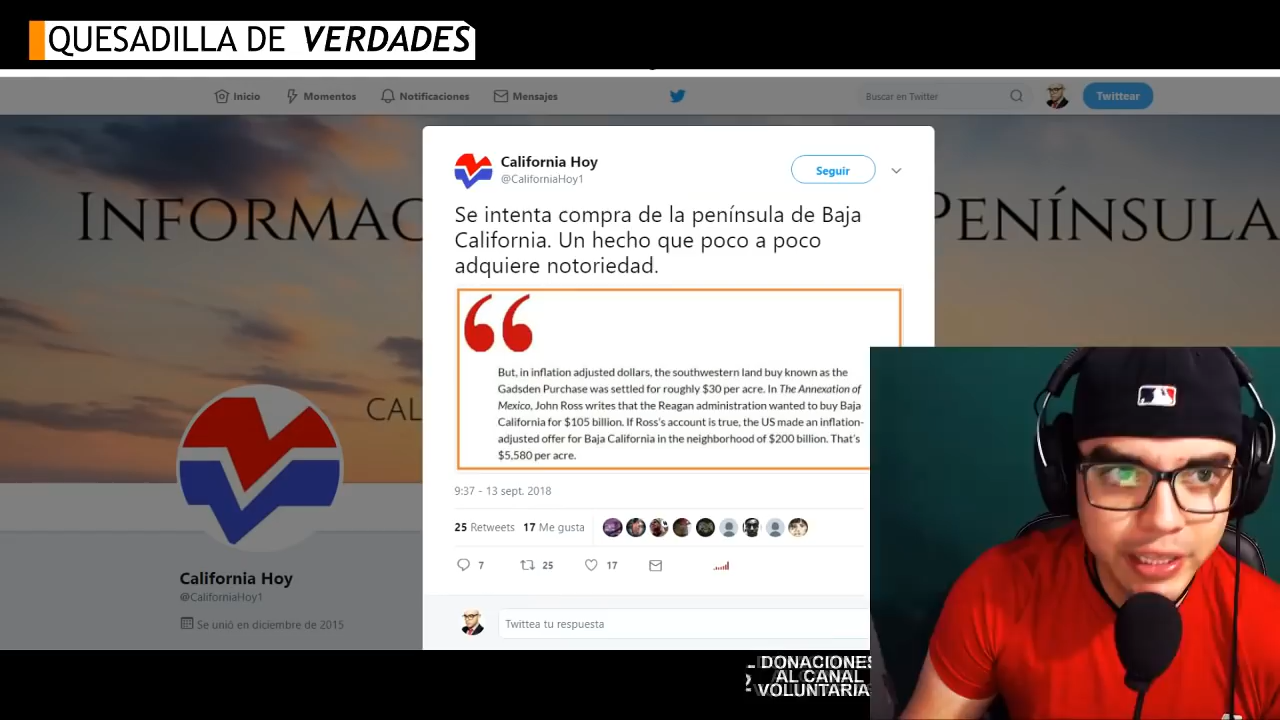 QUESADILLA DE VERDADES
Inicio
Momentos
Notificaciones
Mensajes
Buscar en Twitter
Twittear
INFORMAC
PENÍNSULA
CAL
California Hoy
@CaliforniaHoy1
Seguir
Se intenta compra de la península de Baja
California. Un hecho que poco a poco
adquiere notoriedad.
“
But, in inflation adjusted dollars, the southwestern land buy known as the
Gadsden Purchase was settled for roughly $30 per acre. In The Annexation of
Mexico, John Ross writes that the Reagan administration wanted to buy Baja
California for $105 billion. If Ross's account is true, the US made an inflation-
adjusted offer for Baja California in the neighborhood of $200 billion. That's
$5,580 per acre.
9:37 - 13 sept. 2018
25 Retweets 17 Me gusta
7 25 17
Twittea tu respuesta
California Hoy
@CaliforniaHoy1
Se unió en diciembre de 2015
DONACIONES
AL CANAL
VOLUNTARIA